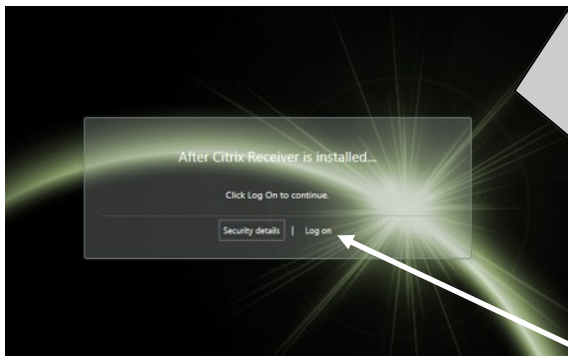 After Citrix Receiver is installed...
Click Log On to continue.
Security details | Log on